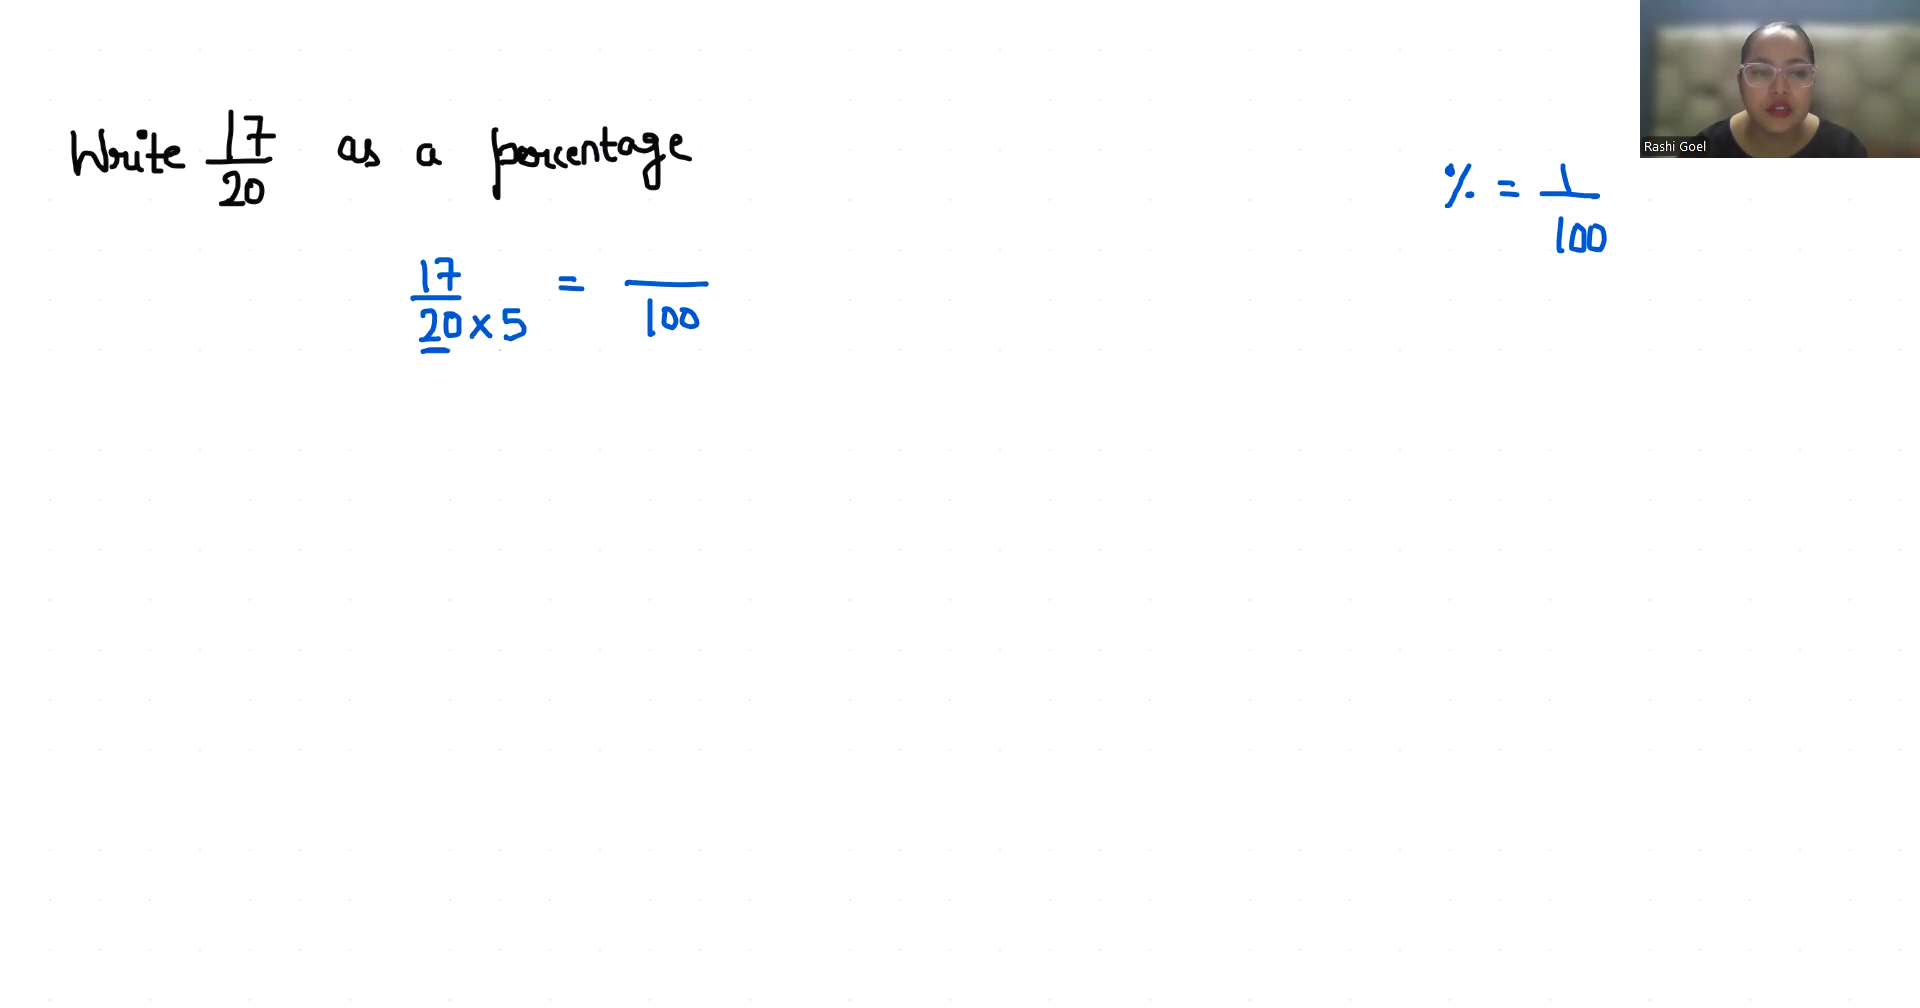 Write 17/20 as a percentage
Rashi Goel
% = 1/100
17/20 × 5 = /100